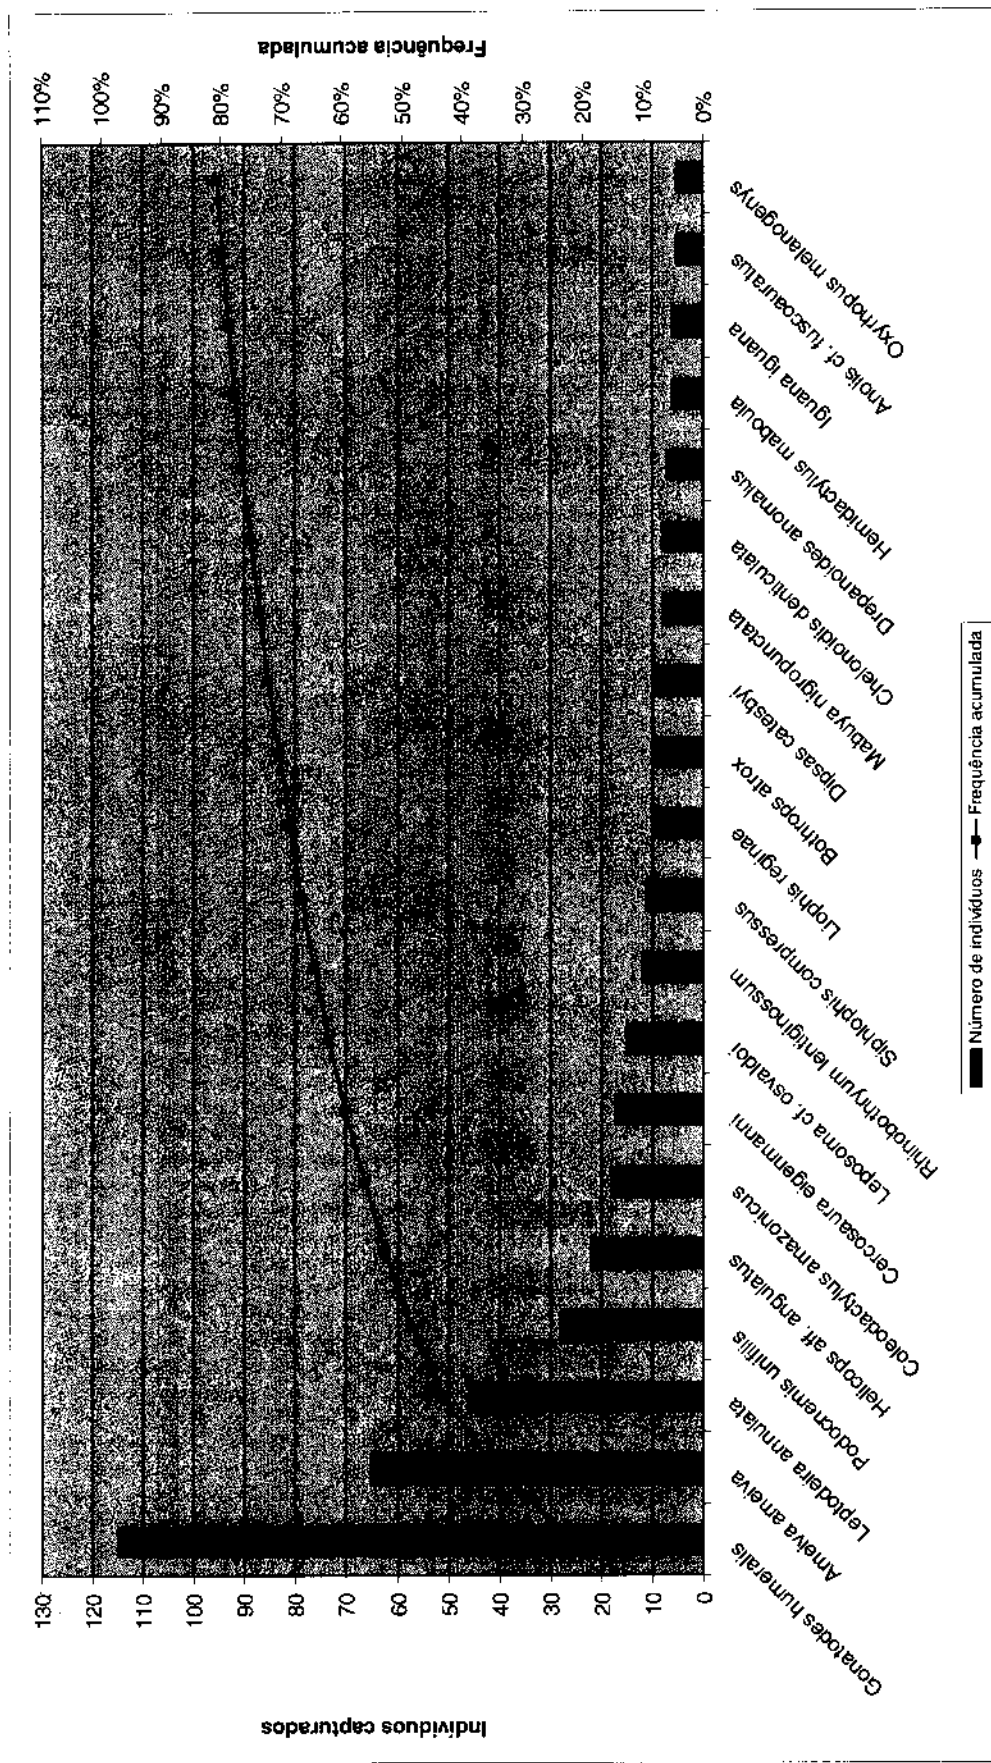 Indivíduos capturados
130
120
110
100
90
80
70
60
50
40
30
20
10
0
Frequência acumulada
110%
100%
90%
80%
70%
60%
50%
40%
30%
20%
10%
0%
Gonatodes humeralis
Ameiva ameiva
Leptodeira annulata
Podocnemis unifilis
Helicops aff. angulatus
Coleodactylus amazonicus
Cercosaura eigenmanni
Leposoma cf. osvaldoi
Rhinobothryum lentiginossum
Siphlophis compressus
Liophis reginae
Bothrops atrox
Dipsas catesbyi
Mabuya nigropunctata
Chelonoidis denticulata
Drepanoides anomalus
Hemidactylus mabouia
Iguana iguana
Anolis cf. fuscoauratus
Oxyrhopus melanogenys
Número de indivíduos Frequência acumulada